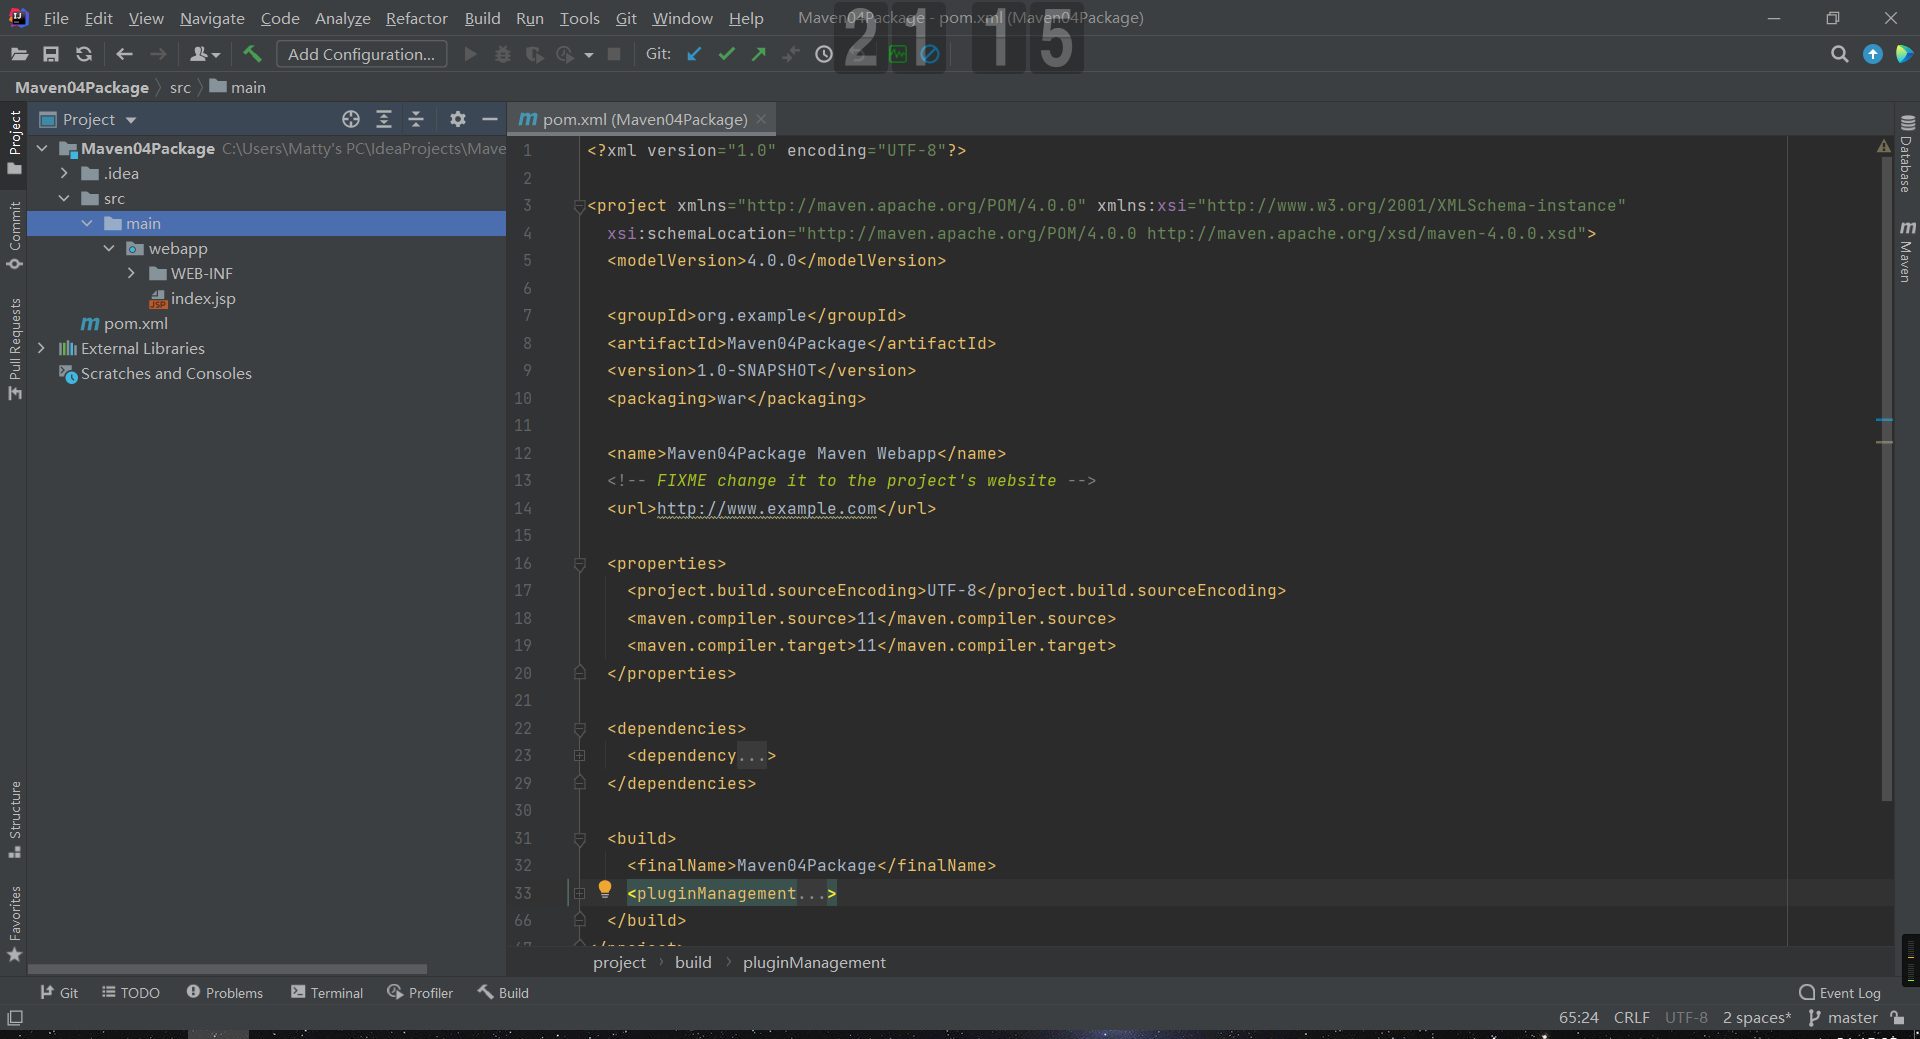 File Edit View Navigate Code Analyze Refactor Build Run Tools Git Window Help Maven04Package - pom.xml (Maven04Package)
21 15
Add Configuration... Git:
Maven04Package src main
Project
pom.xml (Maven04Package)
Maven04Package C:\Users\Matty's PC\IdeaProjects\Mave
.idea
src
main
webapp
WEB-INF
index.jsp
pom.xml
External Libraries
Scratches and Consoles
Project
Commit
Pull Requests
Structure
Favorites
1 <?xml version="1.0" encoding="UTF-8"?>
2
3 <project xmlns="http://maven.apache.org/POM/4.0.0" xmlns:xsi="http://www.w3.org/2001/XMLSchema-instance"
4 xsi:schemaLocation="http://maven.apache.org/POM/4.0.0 http://maven.apache.org/xsd/maven-4.0.0.xsd">
5 <modelVersion>4.0.0</modelVersion>
6
7 <groupId>org.example</groupId>
8 <artifactId>Maven04Package</artifactId>
9 <version>1.0-SNAPSHOT</version>
10 <packaging>war</packaging>
11
12 <name>Maven04Package Maven Webapp</name>
13 <!-- FIXME change it to the project's website -->
14 <url>http://www.example.com</url>
15
16 <properties>
17 <project.build.sourceEncoding>UTF-8</project.build.sourceEncoding>
18 <maven.compiler.source>11</maven.compiler.source>
19 <maven.compiler.target>11</maven.compiler.target>
20 </properties>
21
22 <dependencies>
23 <dependency...>
29 </dependencies>
30
31 <build>
32 <finalName>Maven04Package</finalName>
33 <pluginManagement...>
66 </build>
67 </project>
Database
Maven
project build pluginManagement
Git TODO Problems Terminal Profiler Build Event Log
65:24 CRLF UTF-8 2 spaces* master